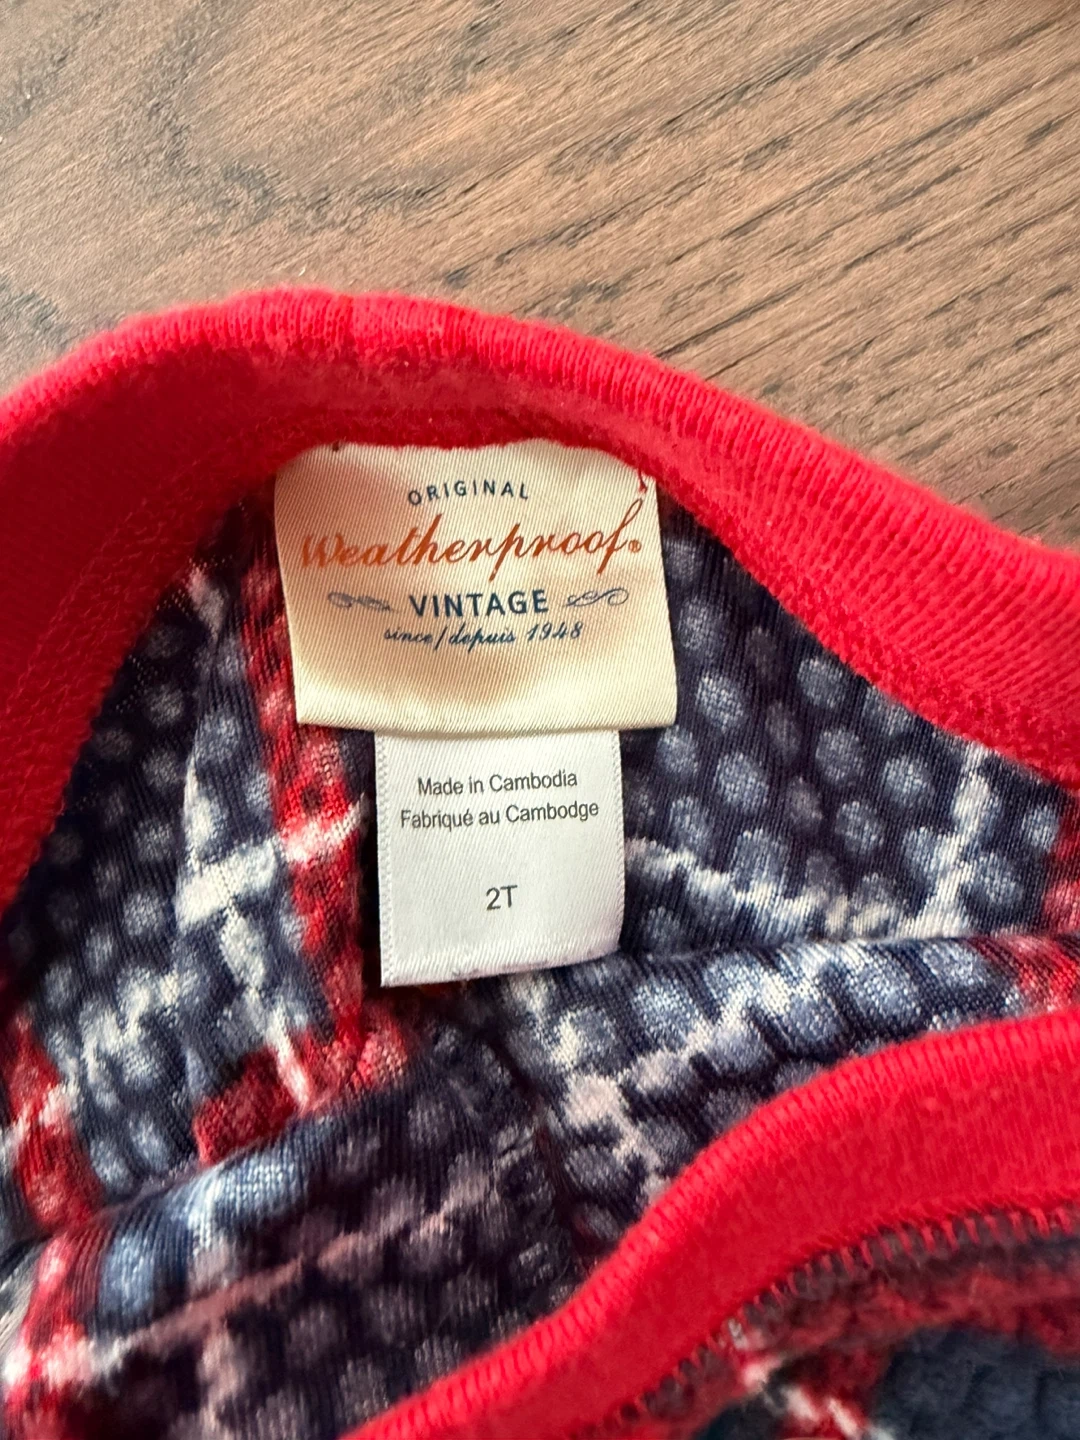 ORIGINAL
Weatherproof®
VINTAGE
since/depuis 1948
Made in Cambodia
Fabriqué au Cambodge
2T